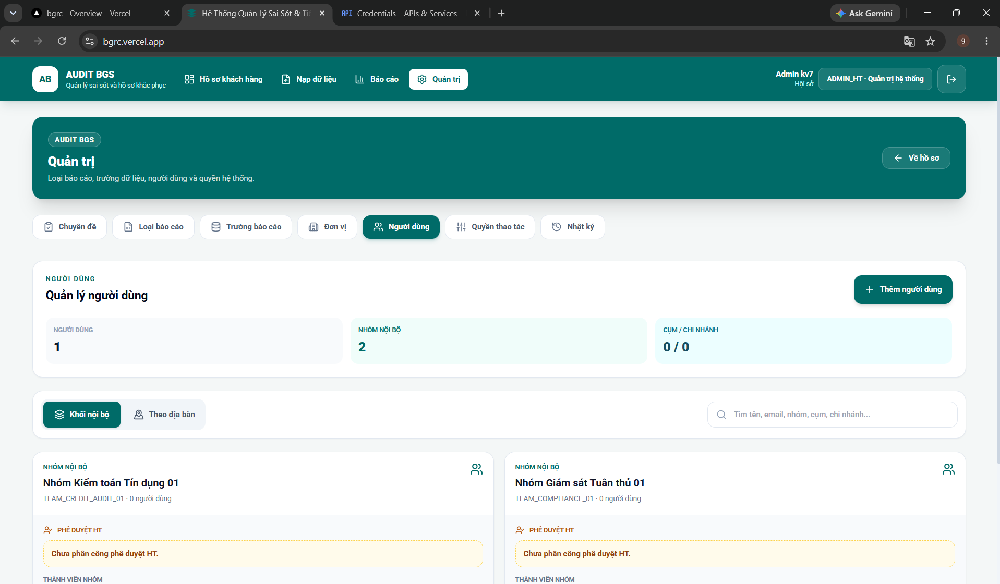 bgrc - Overview – Vercel
Hệ Thống Quản Lý Sai Sót & Tiế
API Credentials – APIs & Services –
Ask Gemini
bgrc.vercel.app
g
AB
AUDIT BGS
Quản lý sai sót và hồ sơ khắc phục
Hồ sơ khách hàng
Nạp dữ liệu
Báo cáo
Quản trị
Admin kv7
Hội sở
ADMIN_HT · Quản trị hệ thống
AUDIT BGS
Quản trị
Loại báo cáo, trường dữ liệu, người dùng và quyền hệ thống.
Về hồ sơ
Chuyên đề
Loại báo cáo
Trường báo cáo
Đơn vị
Người dùng
Quyền thao tác
Nhật ký
NGƯỜI DÙNG
Quản lý người dùng
Thêm người dùng
NGƯỜI DÙNG
1
NHÓM NỘI BỘ
2
CỤM / CHI NHÁNH
0 / 0
Khối nội bộ
Theo địa bàn
Tìm tên, email, nhóm, cụm, chi nhánh...
NHÓM NỘI BỘ
Nhóm Kiểm toán Tín dụng 01
TEAM_CREDIT_AUDIT_01 · 0 người dùng
PHÊ DUYỆT HT
Chưa phân công phê duyệt HT.
THÀNH VIÊN NHÓM
NHÓM NỘI BỘ
Nhóm Giám sát Tuân thủ 01
TEAM_COMPLIANCE_01 · 0 người dùng
PHÊ DUYỆT HT
Chưa phân công phê duyệt HT.
THÀNH VIÊN NHÓM